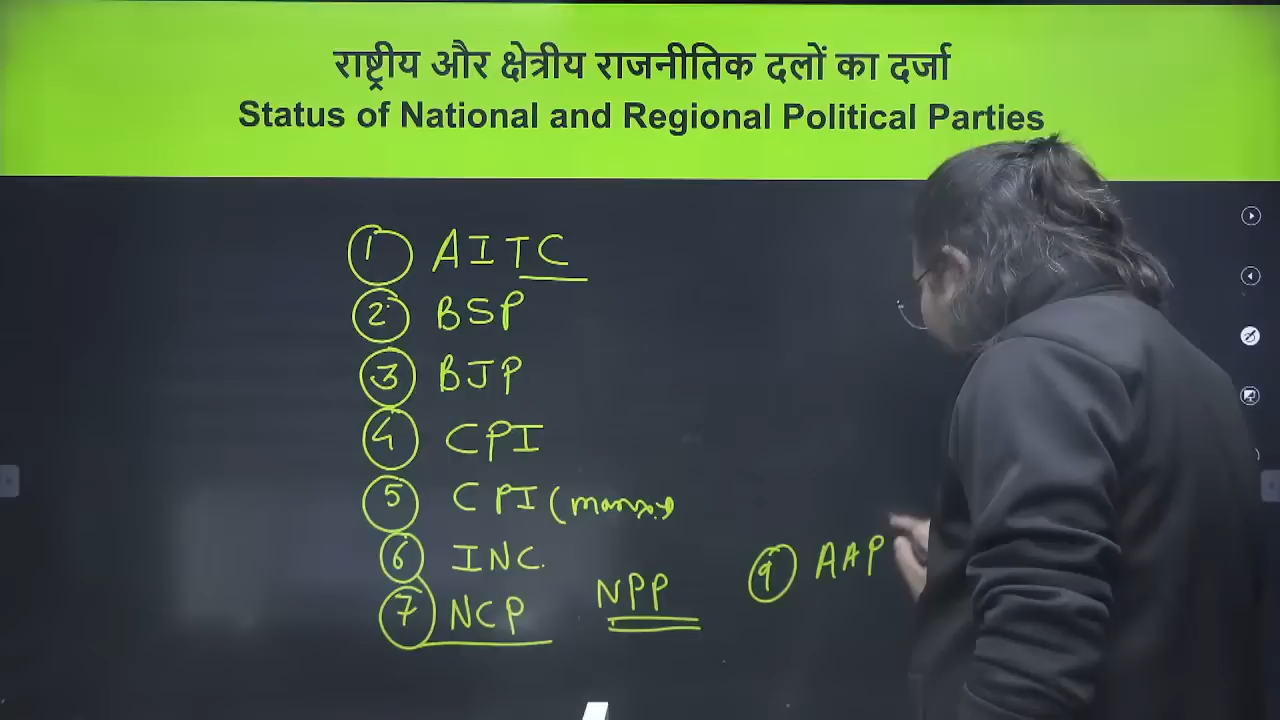 राष्ट्रीय और क्षेत्रीय राजनीतिक दलों का दर्जा
Status of National and Regional Political Parties
1 AITC
2 BSP
3 BJP
4 CPI
5 CPI (
6 INC.
7 NCP NPP 9 AAP